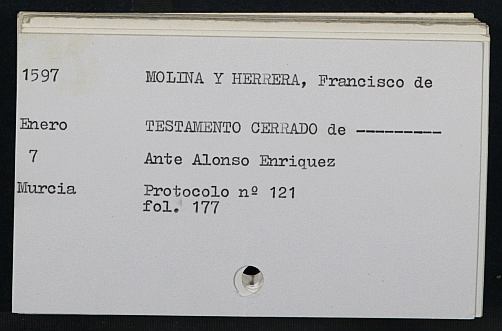 1597 MOLINA Y HERRERA, Francisco de
Enero TESTAMENTO CERRADO de ---------
7 Ante Alonso Enriquez
Murcia Protocolo nº 121
fol. 177